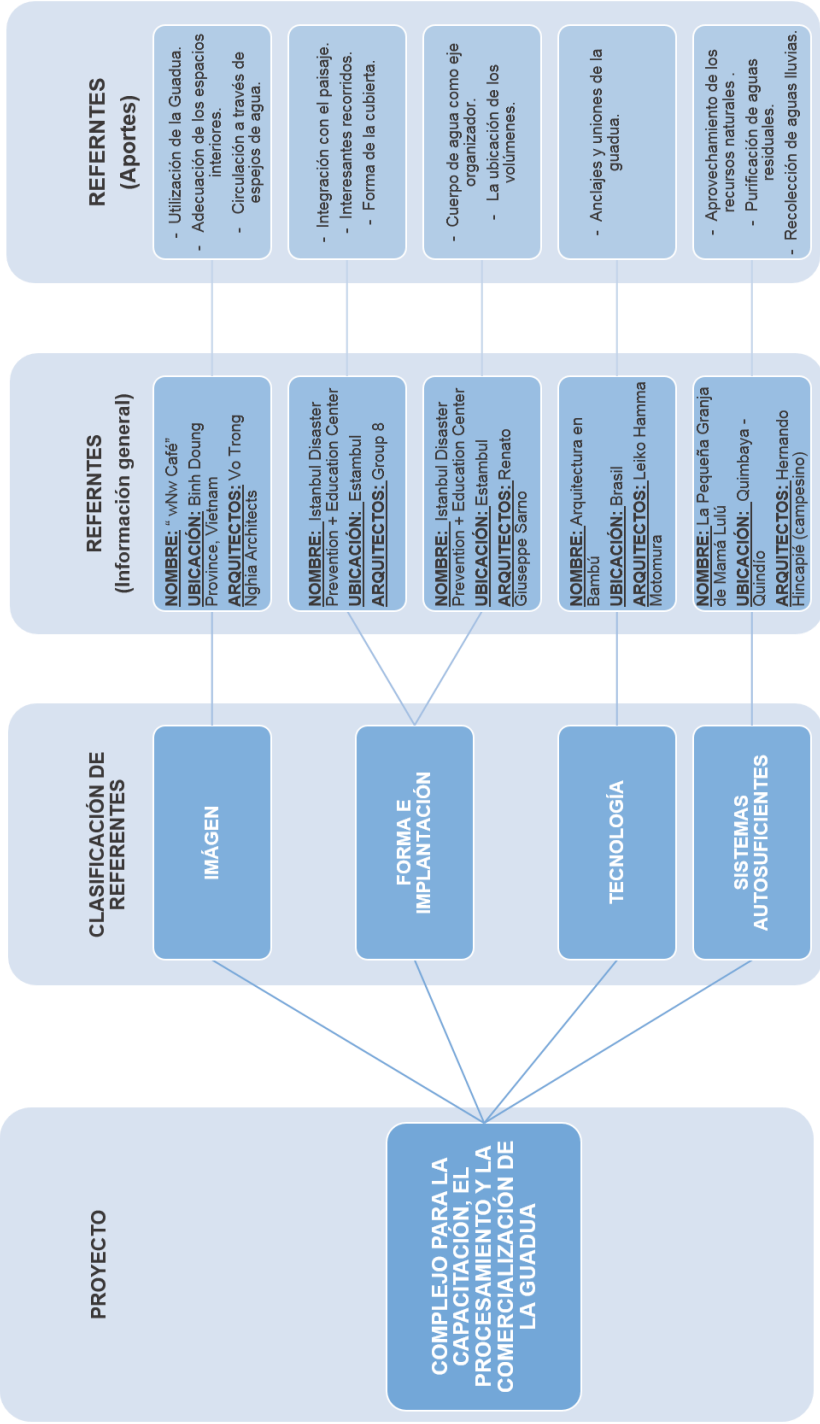 PROYECTO
COMPLEJO PARA LA
CAPACITACIÓN, EL
PROCESAMIENTO Y LA
COMERCIALIZACIÓN DE
LA GUADUA
CLASIFICACIÓN DE
REFERENTES
IMÁGEN
FORMA E
IMPLANTACIÓN
TECNOLOGÍA
SISTEMAS
AUTOSUFICIENTES
REFERNTES
(Información general)
NOMBRE: “ wNw Café”
UBICACIÓN: Binh Doung
Province, Vietnam
ARQUITECTOS: Vo Trong
Nghia Architects
NOMBRE: Istanbul Disaster
Prevention + Education Center
UBICACIÓN: Estambul
ARQUITECTOS: Group 8
NOMBRE: Istanbul Disaster
Prevention + Education Center
UBICACIÓN: Estambul
ARQUITECTOS: Renato
Giuseppe Sarno
NOMBRE: Arquitectura en
Bambú
UBICACIÓN: Brasil
ARQUITECTOS: Leiko Hamma
Motomura
NOMBRE: La Pequeña Granja
de Mamá Lulú
UBICACIÓN: Quimbaya -
Quindío
ARQUITECTOS: Hernando
Hincapié (campesino)
REFERNTES
(Aportes)
- Utilización de la Guadua.
- Adecuación de los espacios
interiores.
- Circulación a través de
espejos de agua.
- Integración con el paisaje.
- Interesantes recorridos.
- Forma de la cubierta.
- Cuerpo de agua como eje
organizador.
- La ubicación de los
volúmenes.
- Anclajes y uniones de la
guadua.
- Aprovechamiento de los
recursos naturales .
- Purificación de aguas
residuales.
- Recolección de aguas lluvias.